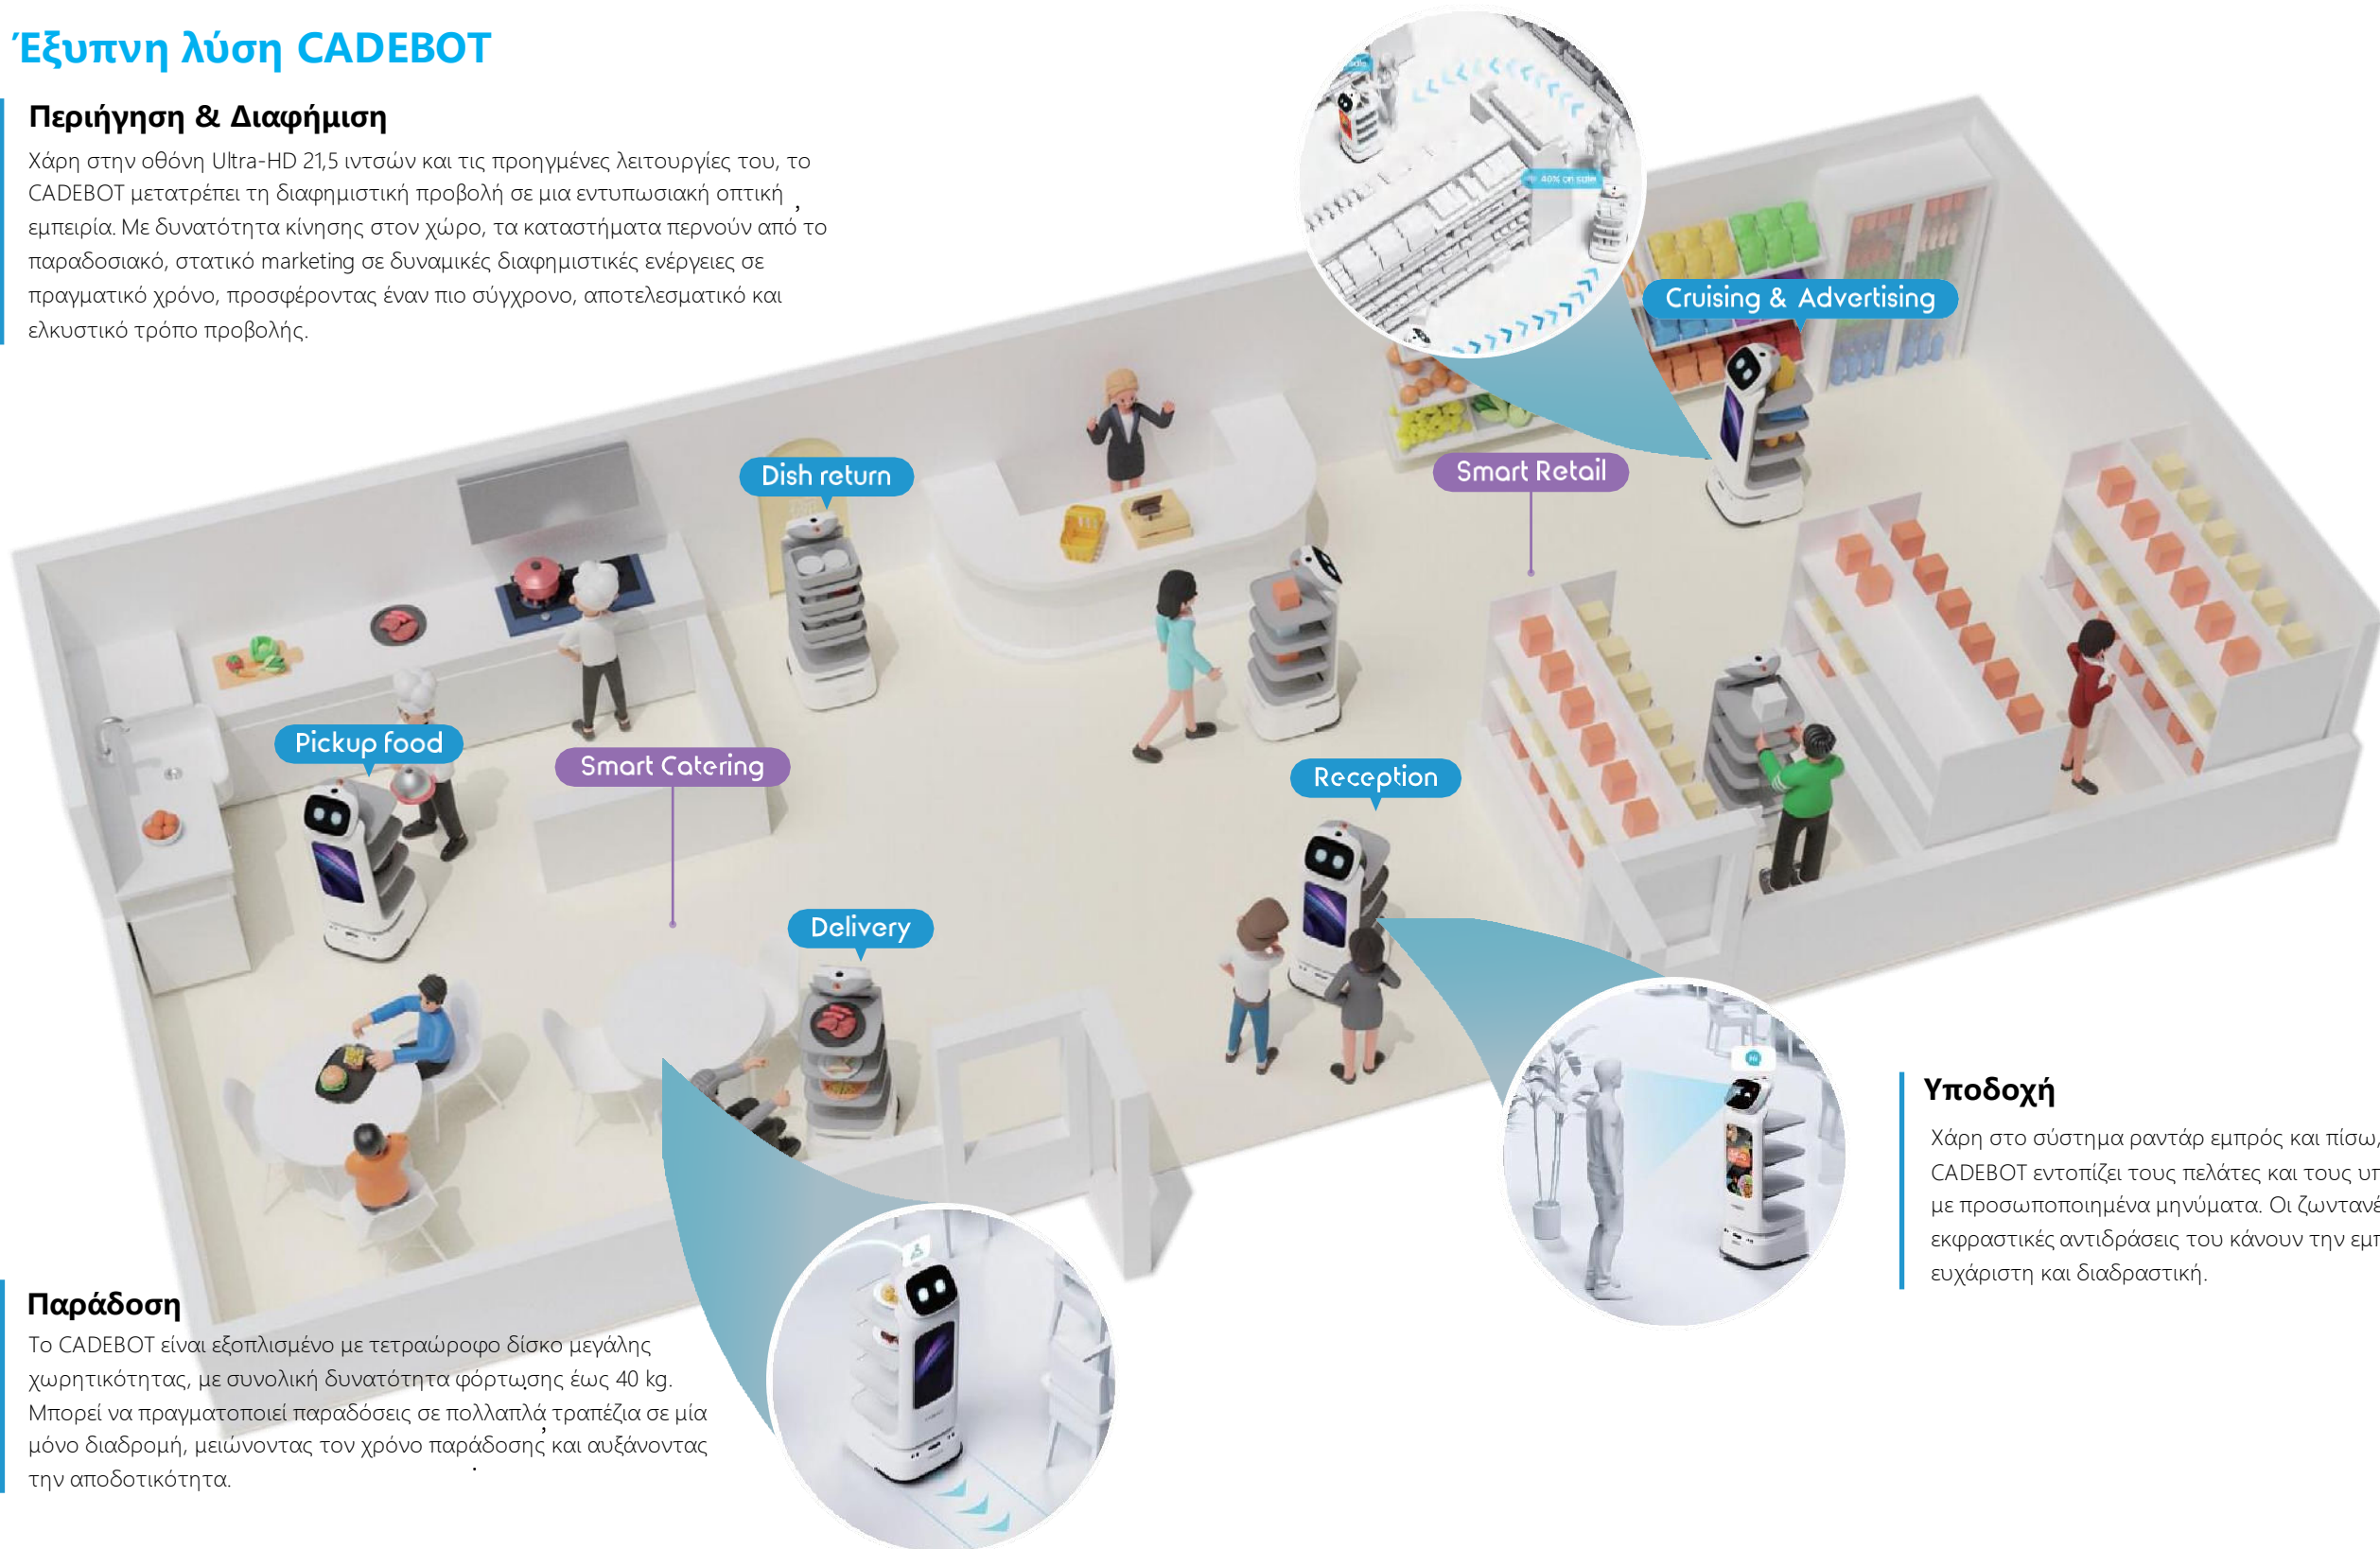 Έξυπνη λύση CADEBOT
Περιήγηση & Διαφήμιση
Χάρη στην οθόνη Ultra-HD 21,5 ιντσών και τις προηγμένες λειτουργίες του, το
CADEBOT μετατρέπει τη διαφημιστική προβολή σε μια εντυπωσιακή οπτική
εμπειρία. Με δυνατότητα κίνησης στον χώρο, τα καταστήματα περνούν από το
παραδοσιακό, στατικό marketing σε δυναμικές διαφημιστικές ενέργειες σε
πραγματικό χρόνο, προσφέροντας έναν πιο σύγχρονο, αποτελεσματικό και
ελκυστικό τρόπο προβολής.
40% on sale
Cruising & Advertising
Dish return
Smart Retail
Pickup food
Smart Catering
Reception
Delivery
Hi
Υποδοχή
Χάρη στο σύστημα ραντάρ εμπρός και πίσω,
CADEBOT εντοπίζει τους πελάτες και τους
με προσωποποιημένα μηνύματα. Οι
εκφραστικές αντιδράσεις του κάνουν την
ευχάριστη και διαδραστική.
Παράδοση
Το CADEBOT είναι εξοπλισμένο με τετραώροφο δίσκο μεγάλης
χωρητικότητας, με συνολική δυνατότητα φόρτωσης έως 40 kg.
Μπορεί να πραγματοποιεί παραδόσεις σε πολλαπλά τραπέζια σε μία
μόνο διαδρομή, μειώνοντας τον χρόνο παράδοσης και αυξάνοντας
την αποδοτικότητα.